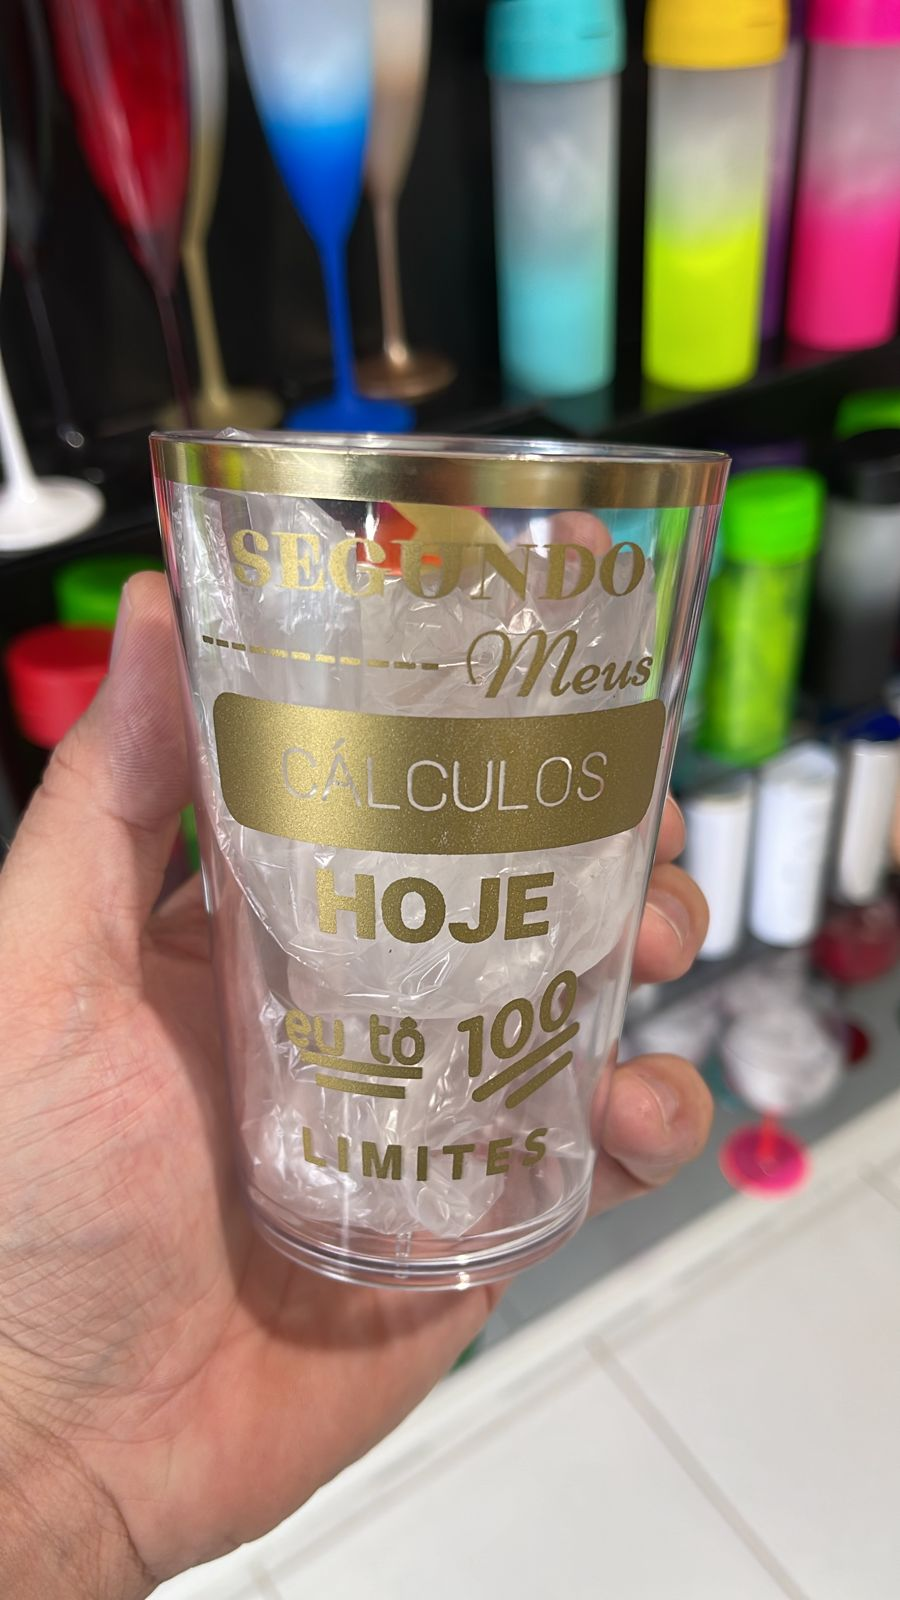 SEGUNDO
Meus
CÁLCULOS
HOJE
eu tô 100
LIMITES